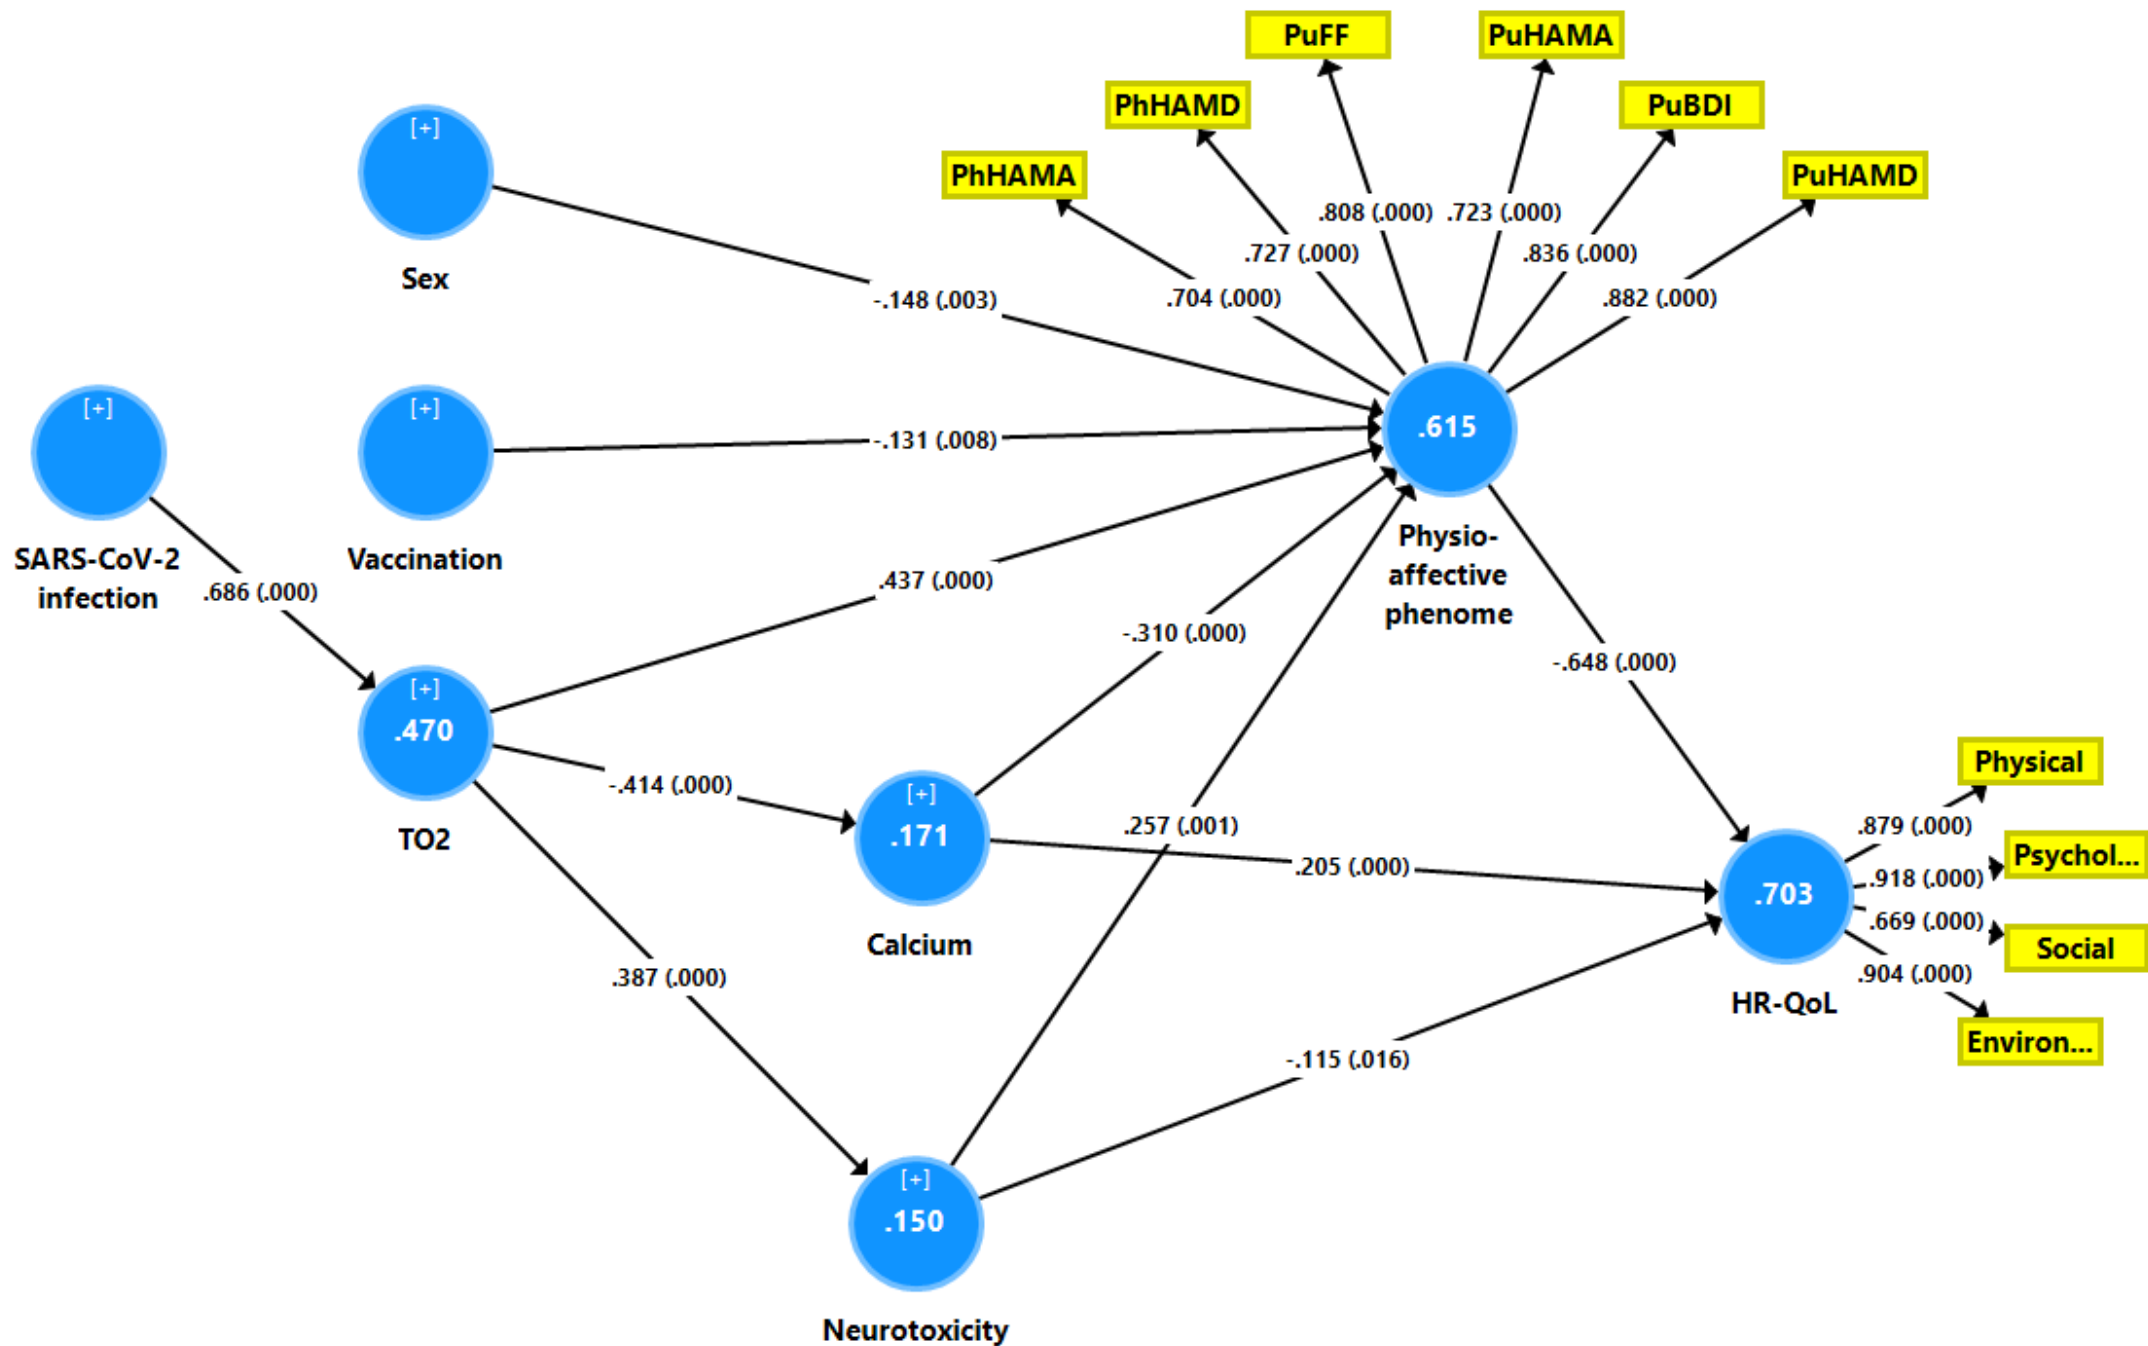 PuFF
PuHAMA
PhHAMD
PuBDI
PhHAMA
PuHAMD
[+]
Sex
.808 (.000)
.723 (.000)
.727 (.000)
.836 (.000)
.704 (.000)
.882 (.000)
-.148 (.003)
[+]
SARS-CoV-2
infection
[+]
Vaccination
-.131 (.008)
.615
Physio-
affective
phenome
.686 (.000)
.437 (.000)
-.310 (.000)
-.648 (.000)
[+]
.470
TO2
-.414 (.000)
[+]
.171
Calcium
.257 (.001)
.205 (.000)
Physical
.879 (.000)
Psychol...
.918 (.000)
.703
.669 (.000)
Social
.904 (.000)
HR-QoL
Environ...
.387 (.000)
-.115 (.016)
[+]
.150
Neurotoxicity